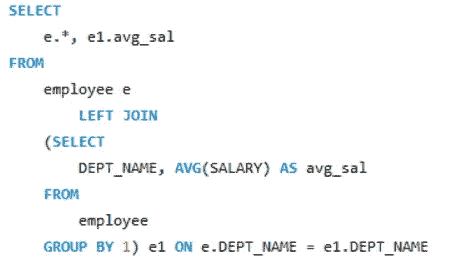 SELECT
e.*, e1.avg_sal
FROM
employee e
LEFT JOIN
(SELECT
DEPT_NAME, AVG(SALARY) AS avg_sal
FROM
employee
GROUP BY 1) e1 ON e.DEPT_NAME = e1.DEPT_NAME